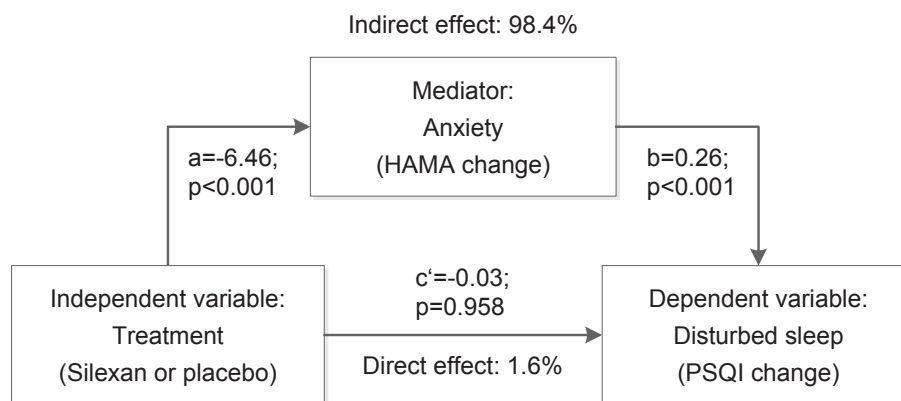 Indirect effect: 98.4%
Mediator:
Anxiety
(HAMA change)
a=-6.46;
p<0.001
b=0.26;
p<0.001
Independent variable:
Treatment
(Silexan or placebo)
c‘=-0.03;
p=0.958
Direct effect: 1.6%
Dependent variable:
Disturbed sleep
(PSQI change)